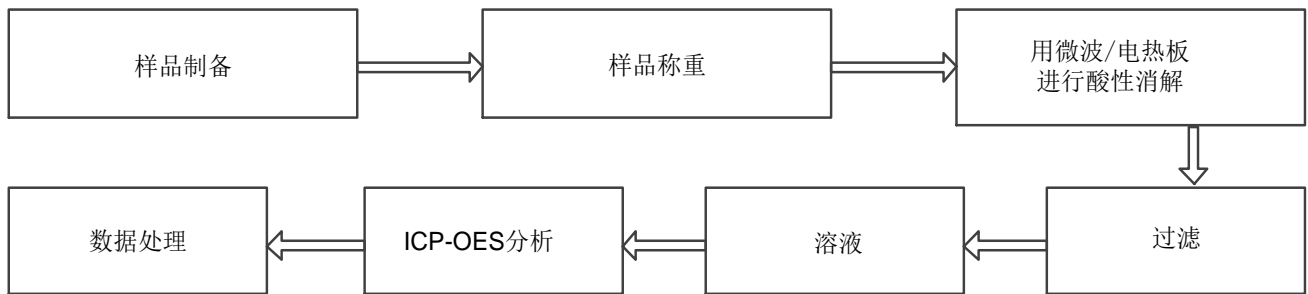 样品制备
样品称重
用微波/电热板
进行酸性消解
过滤
溶液
ICP-OES分析
数据处理